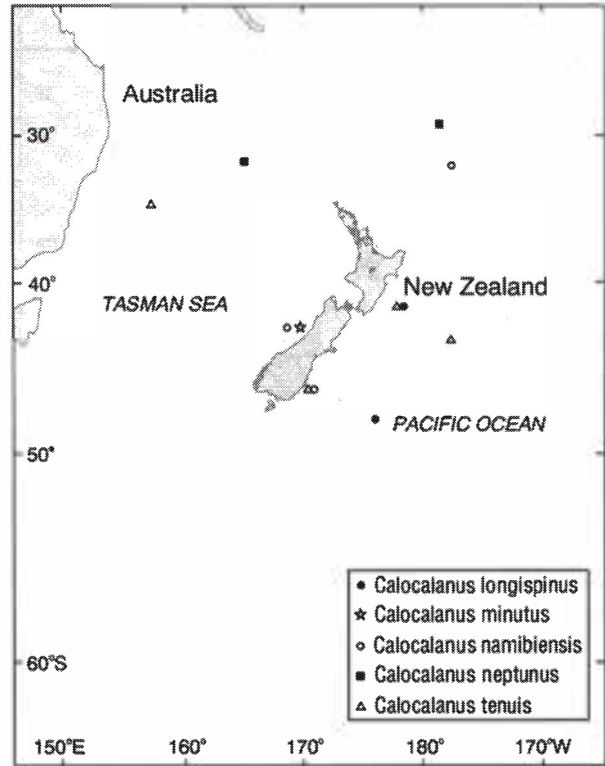 Australia
30°
40°
New Zealand
TASMAN SEA
PACIFIC OCEAN
50°
Calocalanus longispinus
Calocalanus minutus
Calocalanus namibiensis
Calocalanus neptunus
Calocalanus tenuis
60°S
150°E 160° 170° 180° 170°W